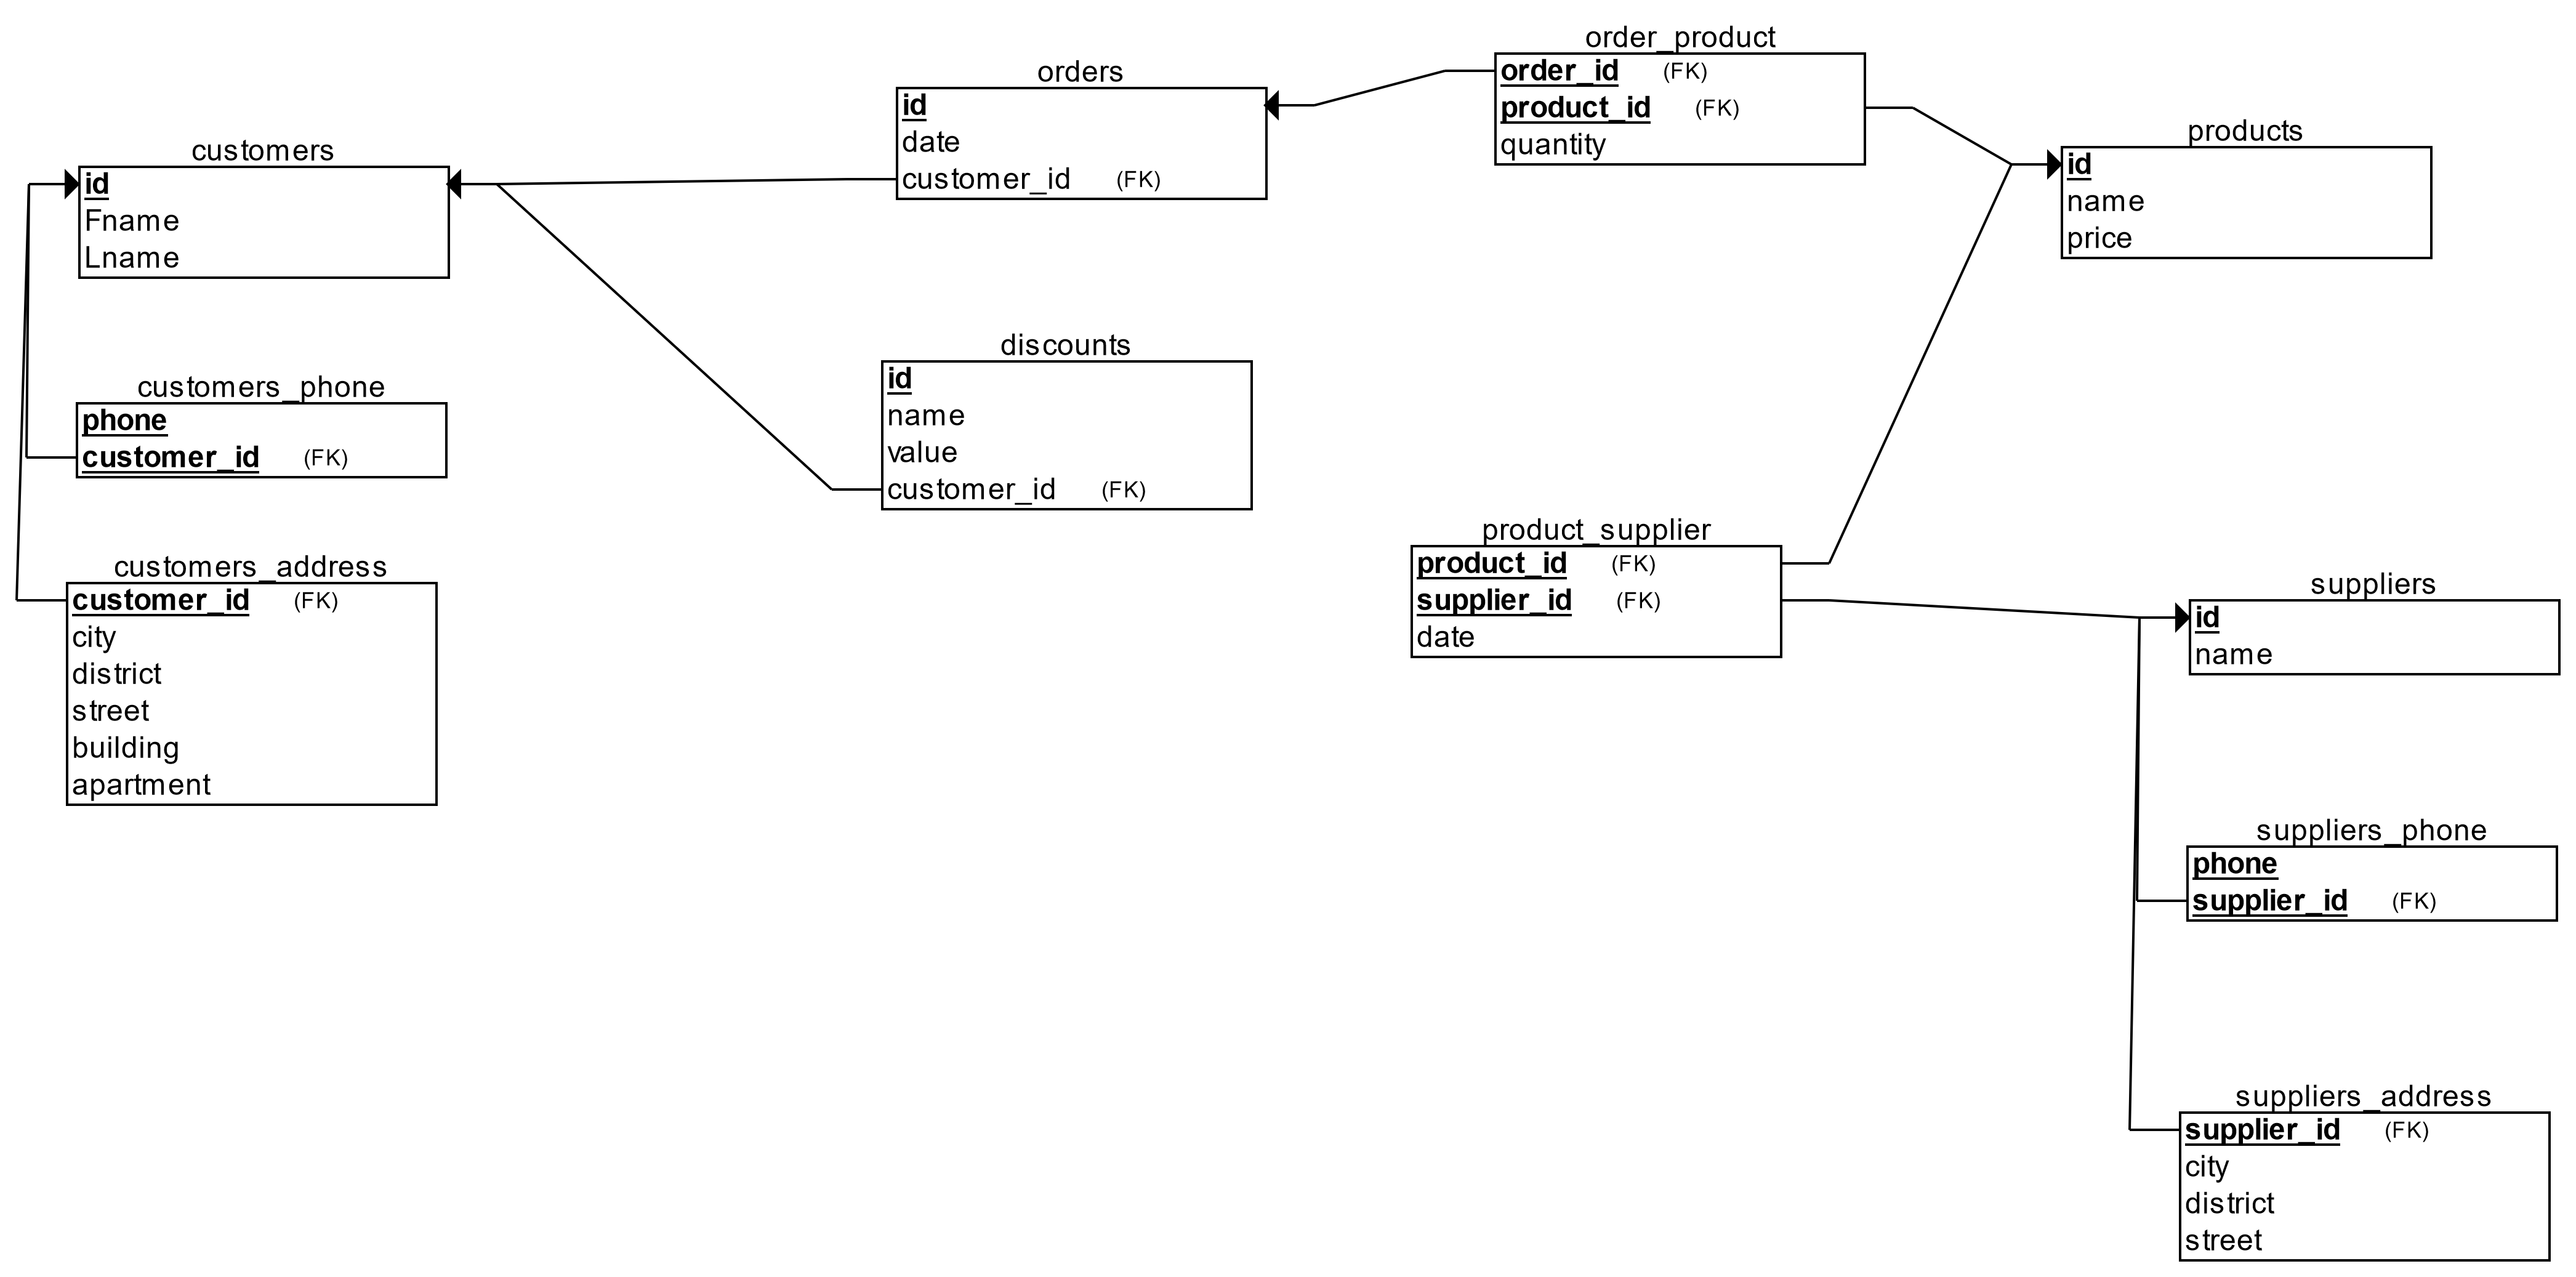 customers
id
Fname
Lname
customers_phone
phone
customer_id (FK)
customers_address
customer_id (FK)
city
district
street
building
apartment
orders
id
date
customer_id (FK)
discounts
id
name
value
customer_id (FK)
order_product
order_id (FK)
product_id (FK)
quantity
product_supplier
product_id (FK)
supplier_id (FK)
date
products
id
name
price
suppliers
id
name
suppliers_phone
phone
supplier_id (FK)
suppliers_address
supplier_id (FK)
city
district
street